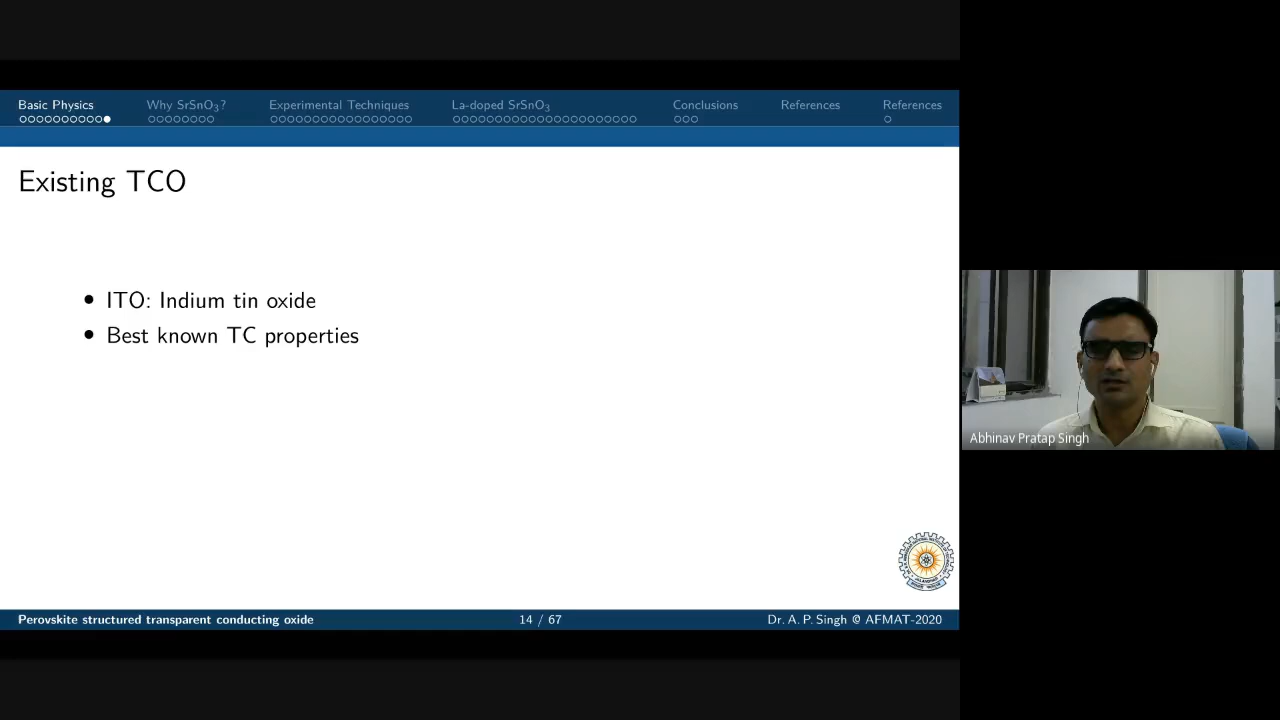 Basic Physics
Why SrSnO₃?
Experimental Techniques
La-doped SrSnO₃
Conclusions
References
References
Existing TCO
• ITO: Indium tin oxide
• Best known TC properties
Abhinav Pratap Singh
JALANDHAR
Perovskite structured transparent conducting oxide
14 / 67
Dr. A. P. Singh @ AFMAT-2020